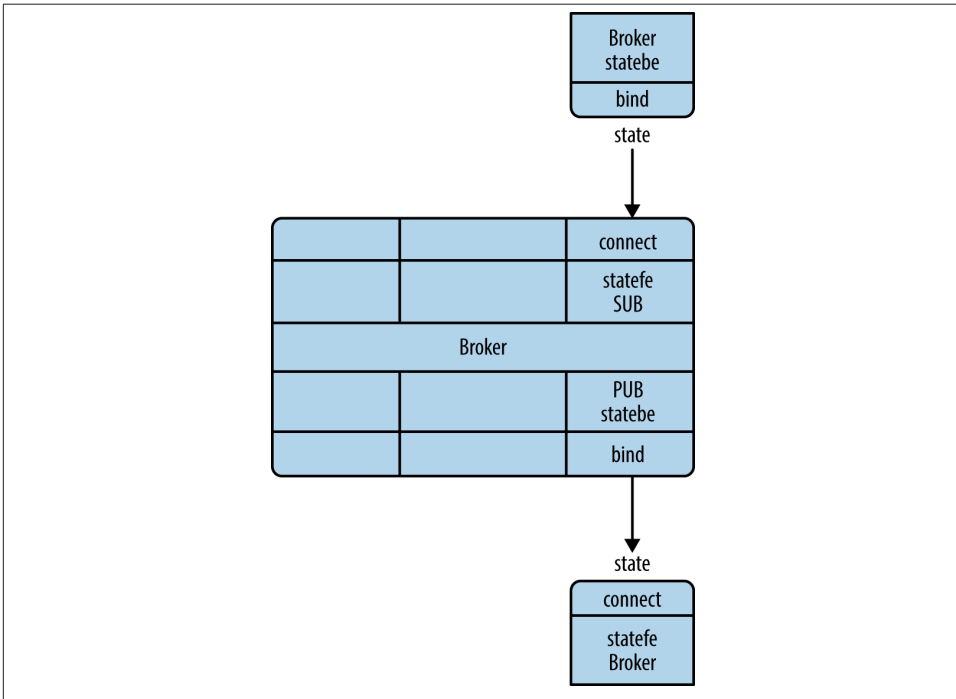 Broker
statebe
bind
state
connect
statefe
SUB
Broker
PUB
statebe
bind
state
connect
statefe
Broker